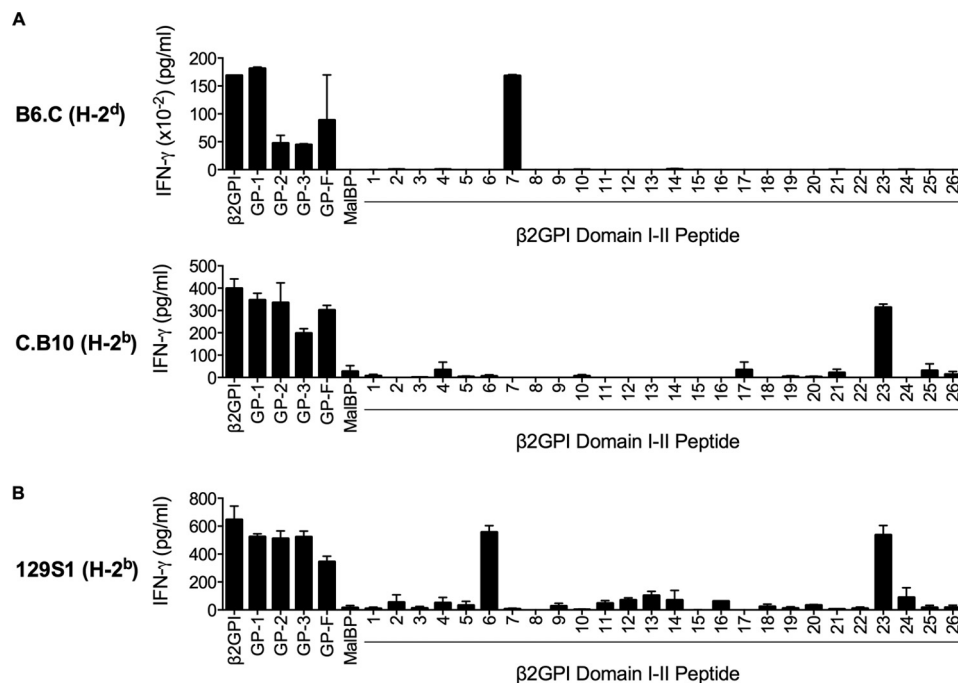 A
B6.C (H-2ᵈ)
IFN-γ (x10⁻²) (pg/ml)
200
150
100
50
0
β2GPI GP-1 GP-2 GP-3 GP-F MalBP 1 2 3 4 5 6 7 8 9 10 11 12 13 14 15 16 17 18 19 20 21 22 23 24 25 26
β2GPI Domain I-II Peptide
C.B10 (H-2ᵇ)
IFN-γ (pg/ml)
500
400
300
200
100
0
β2GPI GP-1 GP-2 GP-3 GP-F MalBP 1 2 3 4 5 6 7 8 9 10 11 12 13 14 15 16 17 18 19 20 21 22 23 24 25 26
β2GPI Domain I-II Peptide
B
129S1 (H-2ᵇ)
IFN-γ (pg/ml)
800
600
400
200
0
β2GPI GP-1 GP-2 GP-3 GP-F MalBP 1 2 3 4 5 6 7 8 9 10 11 12 13 14 15 16 17 18 19 20 21 22 23 24 25 26
β2GPI Domain I-II Peptide